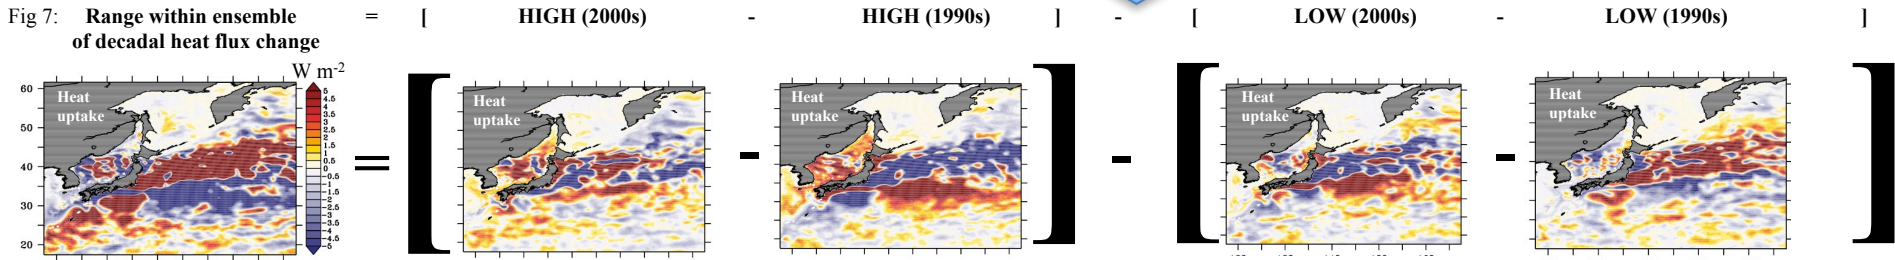 Fig 7: Range within ensemble = [ HIGH (2000s) - HIGH (1990s) ] - [ LOW (2000s) - LOW (1990s) ]
of decadal heat flux change
W m-2
60
50
40
30
20
Heat
uptake
5
4.5
4
3.5
3
2.5
2
1.5
1
0.5
0
-0.5
-1
-1.5
-2
-2.5
-3
-3.5
-4
-4.5
-5
=
[
Heat
uptake
-
Heat
uptake
]
-
[
Heat
uptake
-
Heat
uptake
]